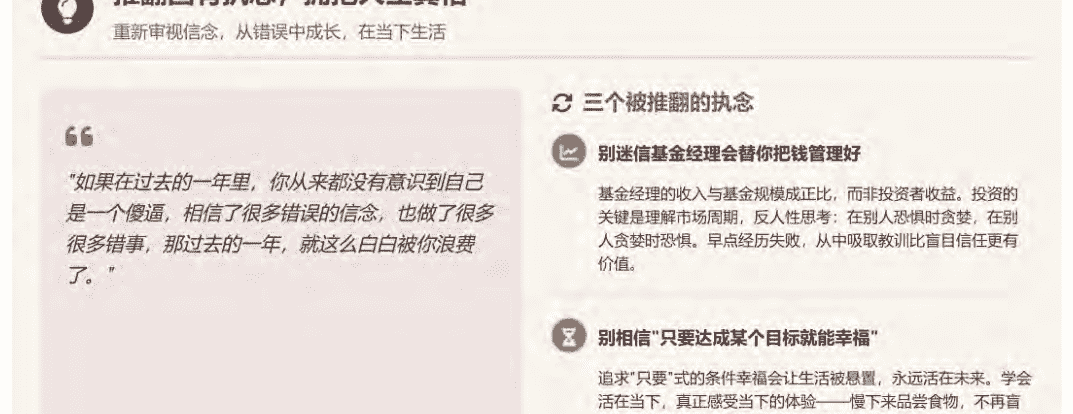 重新审视信念，从错误中成长，在当下生活
"如果在过去的一年里，你从来都没有意识到自己
是一个傻逼，相信了很多错误的信念，也做了很多
很多错事，那过去的一年，就这么白白被你浪费
了。"
三个被推翻的执念
别迷信基金经理会替你把钱管理好
基金经理的收入与基金规模成正比，而非投资者收益。投资的
关键是理解市场周期，反人性思考：在别人恐惧时贪婪，在别
人贪婪时恐惧。早点经历失败，从中吸取教训比盲目信任更有
价值。
别相信"只要达成某个目标就能幸福"
追求"只要"式的条件幸福会让生活被悬置，永远活在未来。学会
活在当下，真正感受当下的体验——慢下来品尝食物，不再盲